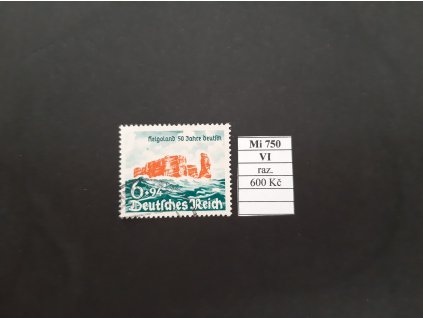 Helgoland 50 Jahre deutsch
6+94
Deutsches Reich
Mi 750
VI
raz.
600 Kč